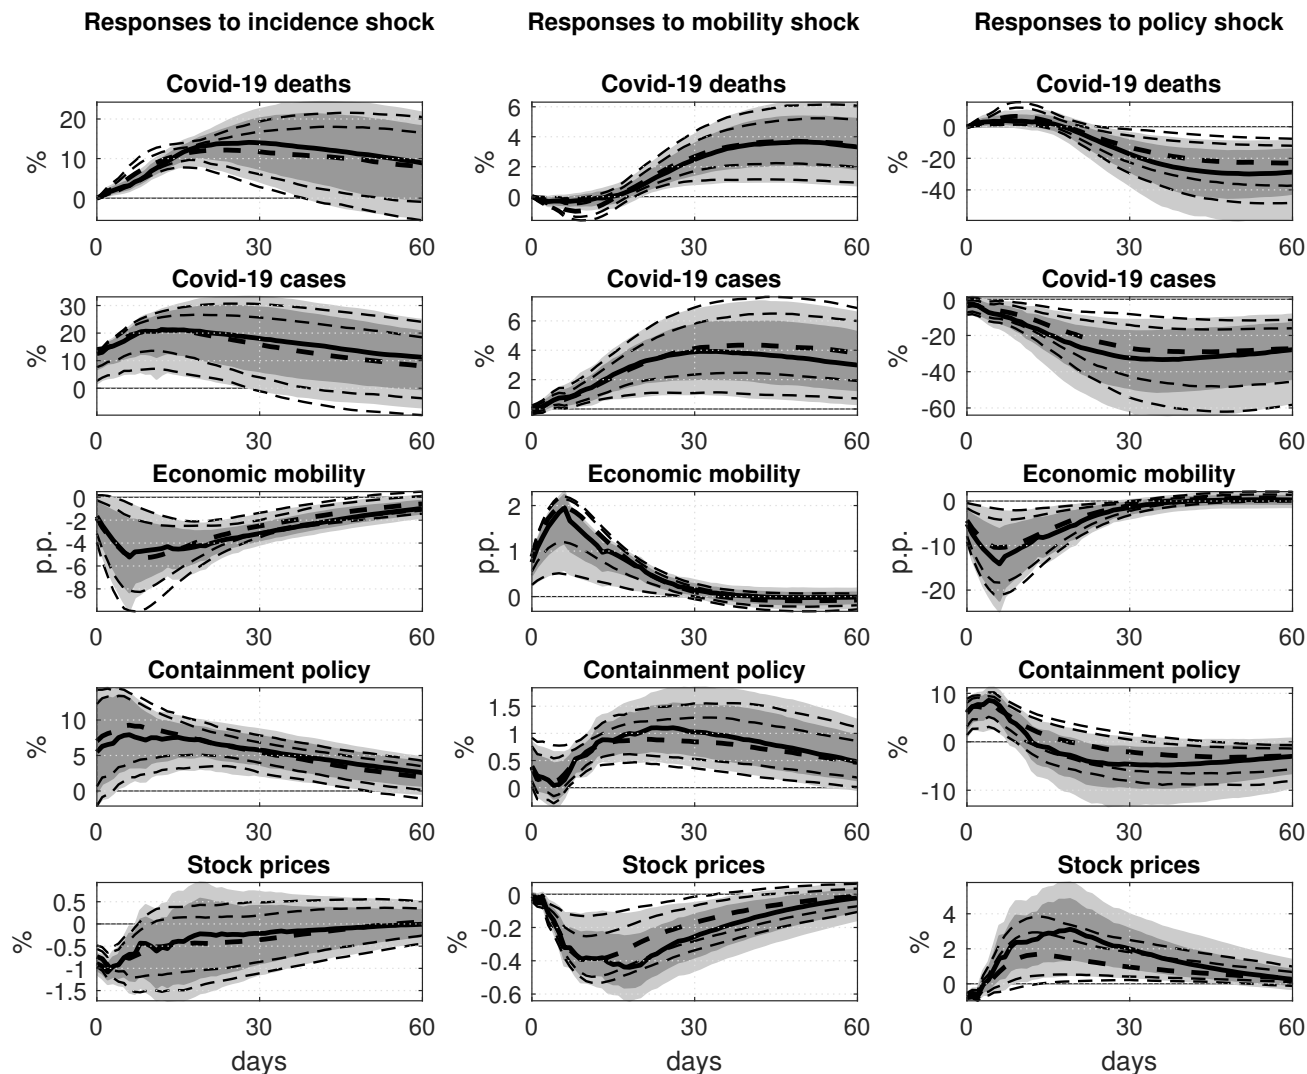 Responses to incidence shock Responses to mobility shock Responses to policy shock
Covid-19 deaths Covid-19 deaths Covid-19 deaths
20
10
0
%
0 30 60
6
4
2
0
%
0 30 60
0
-20
-40
%
0 30 60
Covid-19 cases Covid-19 cases Covid-19 cases
30
20
10
0
%
0 30 60
6
4
2
0
%
0 30 60
0
-20
-40
-60
%
0 30 60
Economic mobility Economic mobility Economic mobility
0
-2
-4
-6
-8
p.p.
0 30 60
2
1
0
p.p.
0 30 60
0
-10
-20
p.p.
0 30 60
Containment policy Containment policy Containment policy
10
5
0
%
0 30 60
1.5
1
0.5
0
%
0 30 60
10
0
-10
%
0 30 60
Stock prices Stock prices Stock prices
0.5
0
-0.5
-1
-1.5
%
0 30 60
days
0
-0.2
-0.4
-0.6
%
0 30 60
days
4
2
0
%
0 30 60
days